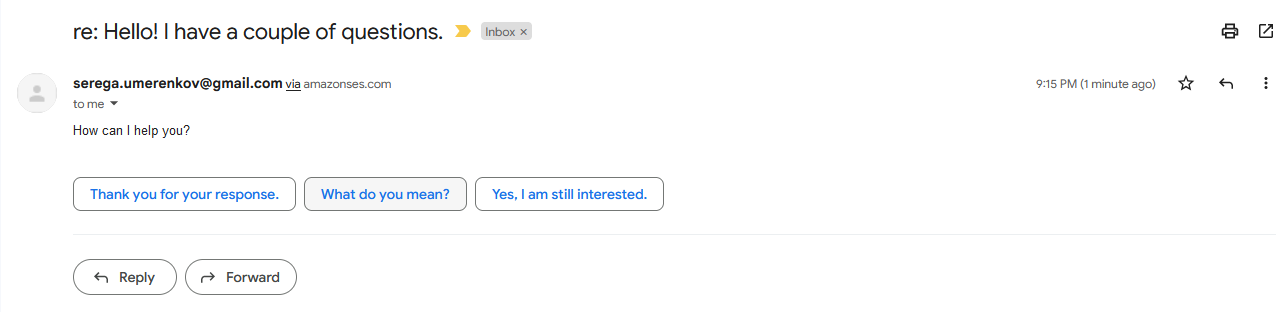 re: Hello! I have a couple of questions. Inbox ×
serega.umerenkov@gmail.com via amazonses.com 9:15 PM (1 minute ago)
to me
How can I help you?
Thank you for your response. What do you mean? Yes, I am still interested.
Reply Forward